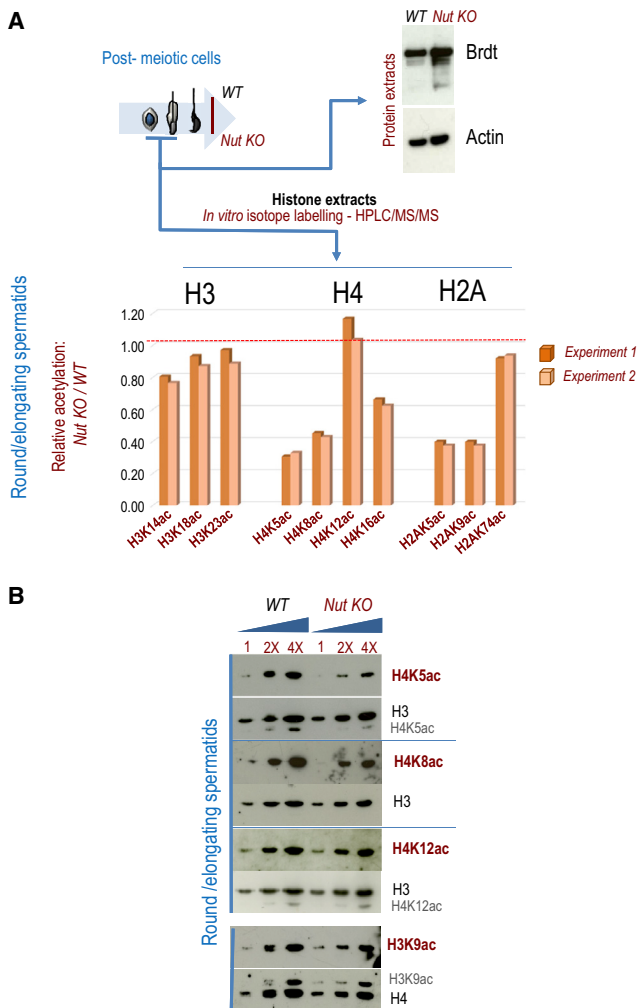 A
Post- meiotic cells
WT
Nut KO
WT Nut KO
Protein extracts
Brdt
Actin
Histone extracts
In vitro isotope labelling - HPLC/MS/MS
Round/elongating spermatids
Relative acetylation:
Nut KO / WT
H3 H4 H2A
1.20
1.00
0.80
0.60
0.40
0.20
0.00
H3K14ac H3K18ac H3K23ac H4K5ac H4K8ac H4K12ac H4K16ac H2AK5ac H2AK9ac H2AK74ac
Experiment 1
Experiment 2
B
WT Nut KO
1 2X 4X 1 2X 4X
Round /elongating spermatids
H4K5ac
H3
H4K5ac
H4K8ac
H3
H4K12ac
H3
H4K12ac
H3K9ac
H3K9ac
H4